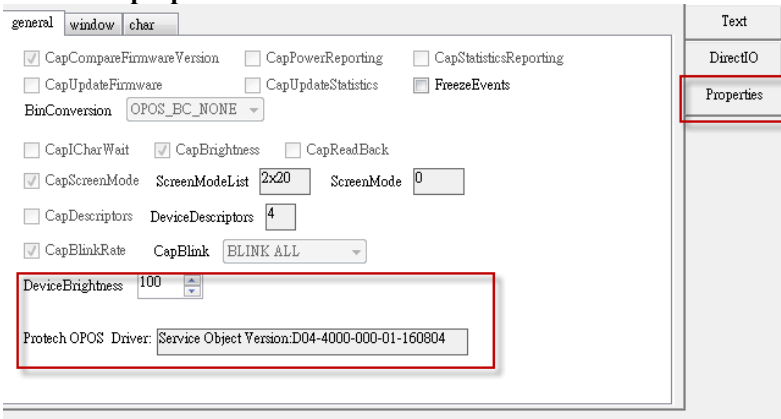 general window char
CapCompareFirmwareVersion CapPowerReporting CapStatisticsReporting
CapUpdateFirmware CapUpdateStatistics FreezeEvents
BinConversion OPOS_BC_NONE
CapICharWait CapBrightness CapReadBack
CapScreenMode ScreenModeList 2x20 ScreenMode 0
CapDescriptors DeviceDescriptors 4
CapBlinkRate CapBlink BLINK ALL
DeviceBrightness 100
Protech OPOS Driver: Service Object Version:D04-4000-000-01-160804
Text
DirectIO
Properties